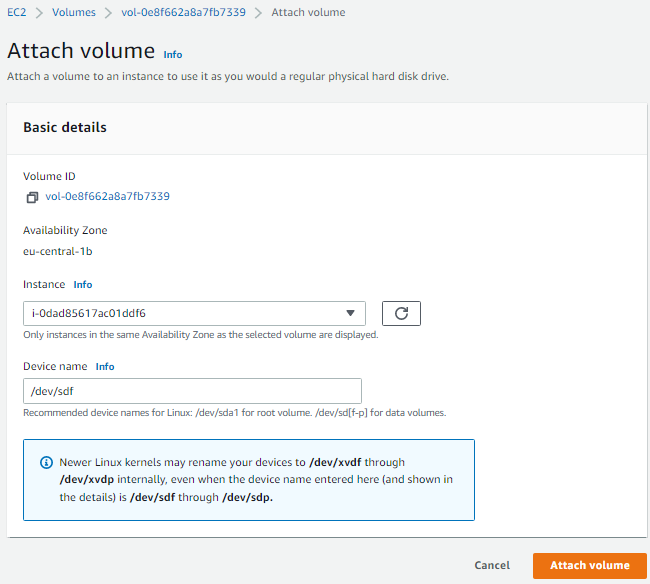 EC2 > Volumes > vol-0e8f662a8a7fb7339 > Attach volume
Attach volume Info
Attach a volume to an instance to use it as you would a regular physical hard disk drive.
Basic details
Volume ID
vol-0e8f662a8a7fb7339
Availability Zone
eu-central-1b
Instance Info
i-0dad85617ac01ddf6
Only instances in the same Availability Zone as the selected volume are displayed.
Device name Info
/dev/sdf
Recommended device names for Linux: /dev/sda1 for root volume. /dev/sd[f-p] for data volumes.
Newer Linux kernels may rename your devices to /dev/xvdf through
/dev/xvdp internally, even when the device name entered here (and shown in
the details) is /dev/sdf through /dev/sdp.
Cancel Attach volume